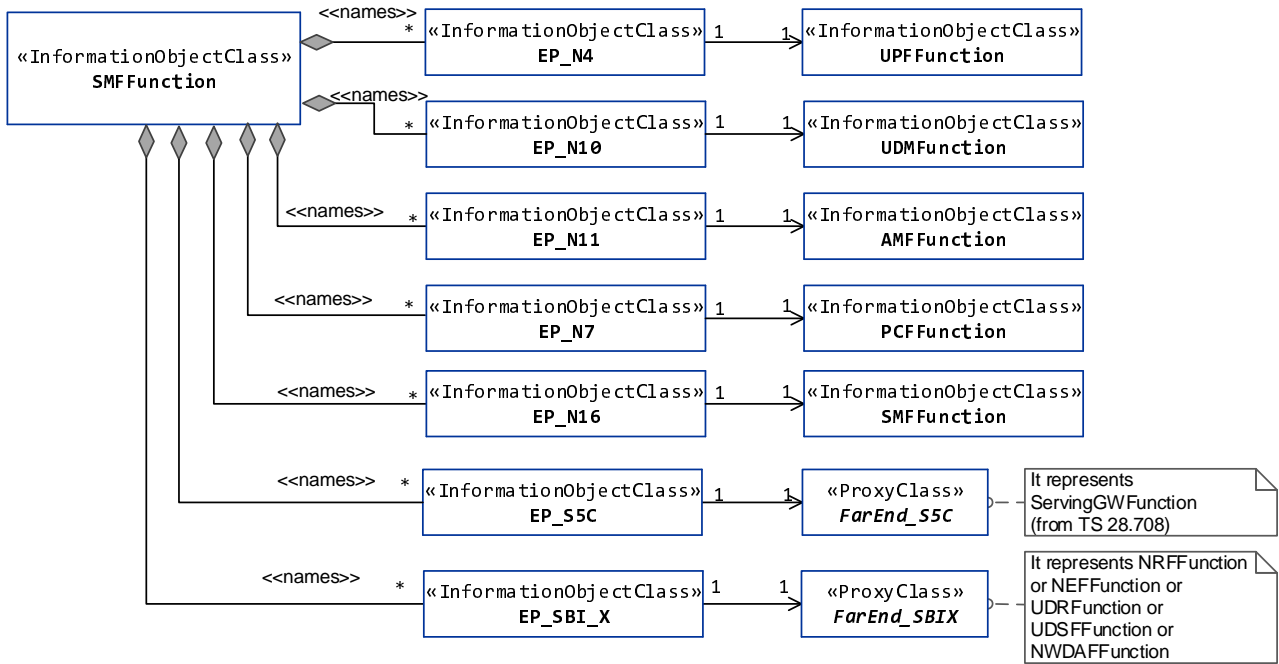 «InformationObjectClass»
SMFFunction
<<names>>
*
«InformationObjectClass»
EP_N4
1
1
«InformationObjectClass»
UPFFunction
<<names>>
*
«InformationObjectClass»
EP_N10
1
1
«InformationObjectClass»
UDMFunction
<<names>>
*
«InformationObjectClass»
EP_N11
1
1
«InformationObjectClass»
AMFFunction
<<names>>
*
«InformationObjectClass»
EP_N7
1
1
«InformationObjectClass»
PCFFunction
<<names>>
*
«InformationObjectClass»
EP_N16
1
1
«InformationObjectClass»
SMFFunction
<<names>>
*
«InformationObjectClass»
EP_S5C
1
1
«ProxyClass»
FarEnd_S5C
It represents
ServingGWFunction
(from TS 28.708)
<<names>>
*
«InformationObjectClass»
EP_SBI_X
1
1
«ProxyClass»
FarEnd_SBIX
It represents NRFFunction
or NEFFunction or
UDRFunction or
UDSFFunction or
NWDAFFunction